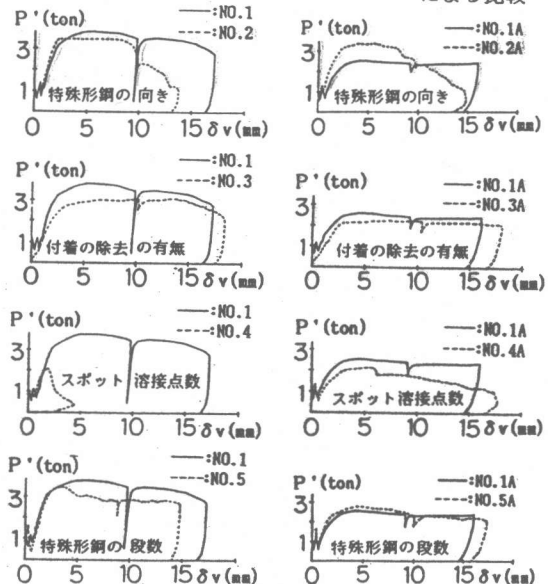 による比較
P'(ton) —:NO.1
----:NO.2
3
1
特殊形鋼の向き
0 5 10 15 δv(mm)
P'(ton) —:NO.1A
----:NO.2A
3
1
特殊形鋼の向き
0 5 10 15 δv(mm)
P'(ton) —:NO.1
----:NO.3
3
1
付着の除去の有無
0 5 10 15 δv(mm)
P'(ton) —:NO.1A
----:NO.3A
3
1
付着の除去の有無
0 5 10 15 δv(mm)
P'(ton) —:NO.1
----:NO.4
3
1
スポット 溶接点数
0 5 10 15 δv(mm)
P'(ton) —:NO.1A
----:NO.4A
3
1
スポット溶接点数
0 5 10 15 δv(mm)
P'(ton) —:NO.1
----:NO.5
3
1
特殊形鋼の段数
0 5 10 15 δv(mm)
P'(ton) —:NO.1A
----:NO.5A
3
1
特殊形鋼の段数
0 5 10 15 δv(mm)